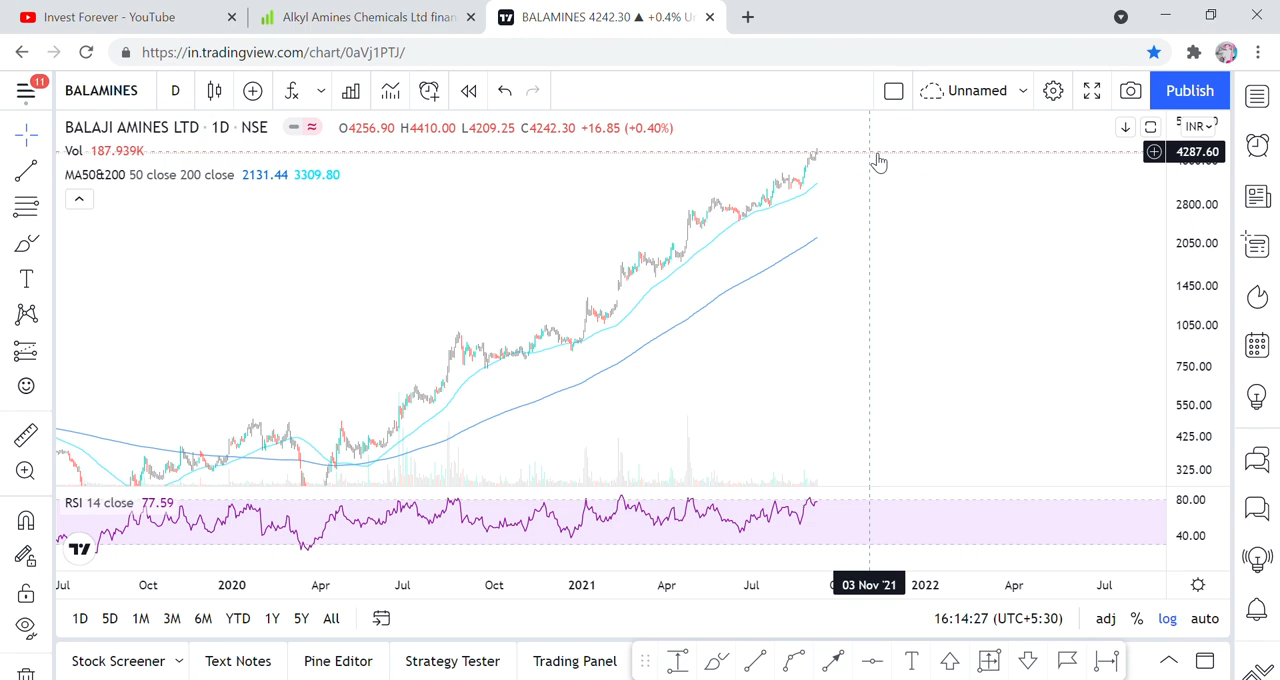 Invest Forever - YouTube
Alkyl Amines Chemicals Ltd finan
BALAMINES 4242.30 ▲ +0.4% U
https://in.tradingview.com/chart/0aVj1PTJ/
11
BALAMINES
D
Unnamed
Publish
BALAJI AMINES LTD · 1D · NSE
O4256.90 H4410.00 L4209.25 C4242.30 +16.85 (+0.40%)
INR
Vol 187.939K
4287.60
MA50&200 50 close 200 close 2131.44 3309.80
2800.00
2050.00
1450.00
1050.00
750.00
550.00
425.00
325.00
RSI 14 close 77.59
80.00
40.00
Jul
Oct
2020
Apr
Jul
Oct
2021
Apr
Jul
03 Nov '21
2022
Apr
Jul
1D
5D
1M
3M
6M
YTD
1Y
5Y
All
16:14:27 (UTC+5:30)
adj
%
log
auto
Stock Screener
Text Notes
Pine Editor
Strategy Tester
Trading Panel